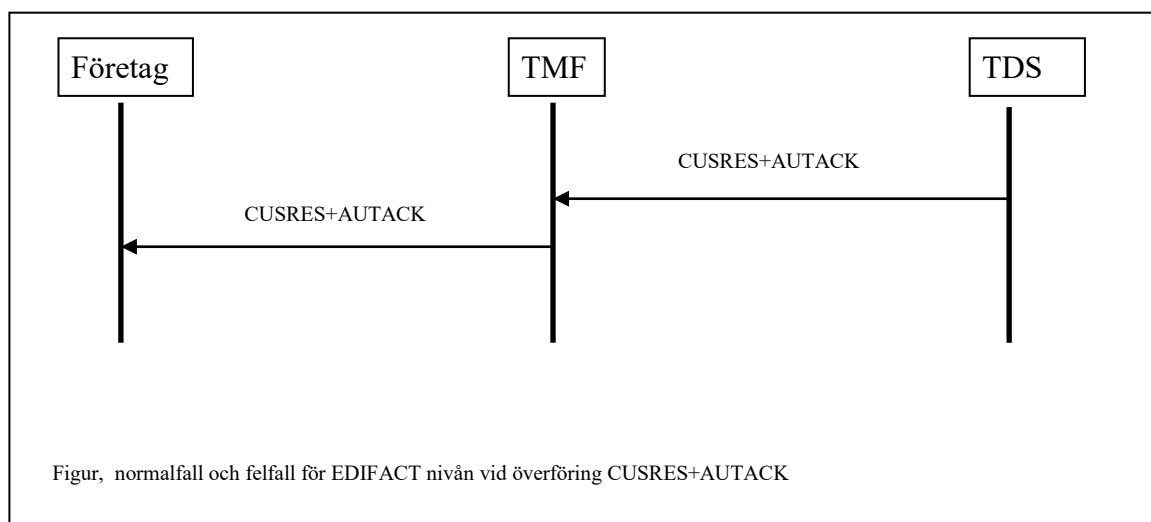 Företag
TMF
TDS
CUSRES+AUTACK
CUSRES+AUTACK
Figur, normalfall och felfall för EDIFACT nivån vid överföring CUSRES+AUTACK